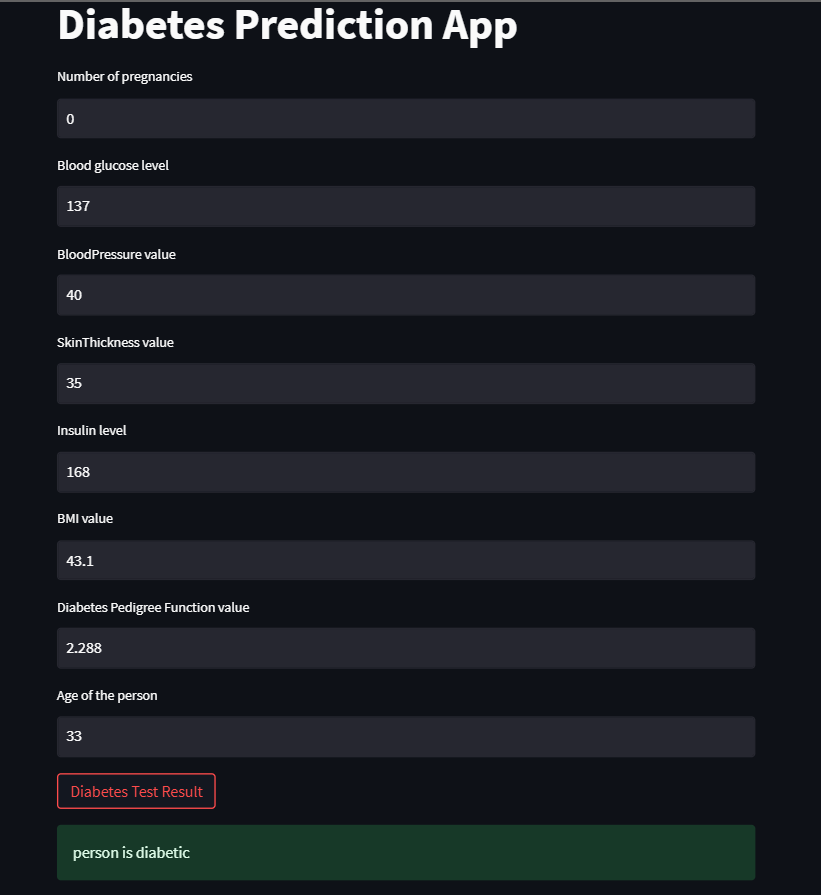 Diabetes Prediction App
Number of pregnancies
0
Blood glucose level
137
BloodPressure value
40
SkinThickness value
35
Insulin level
168
BMI value
43.1
Diabetes Pedigree Function value
2.288
Age of the person
33
Diabetes Test Result
person is diabetic